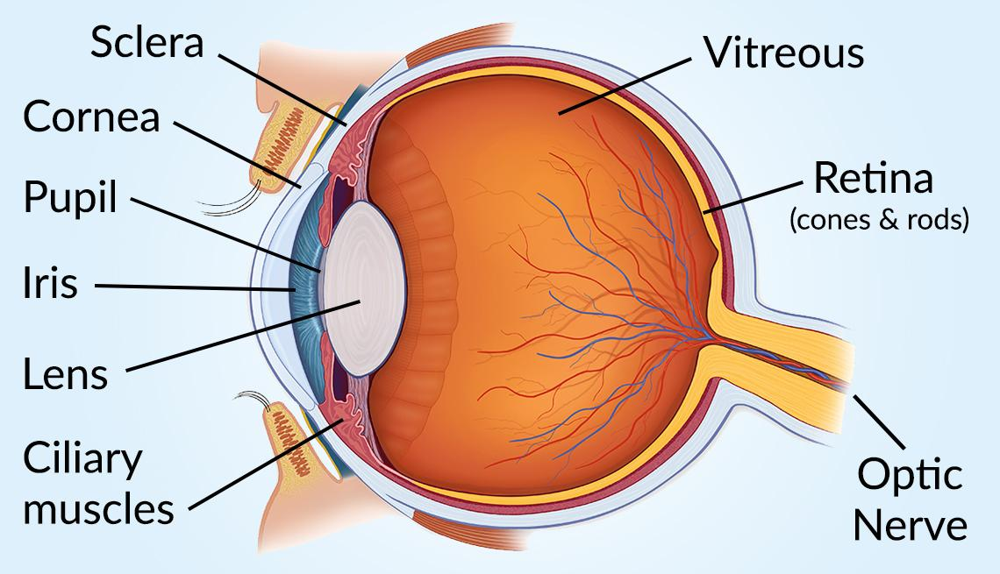 Sclera
Cornea
Pupil
Iris
Lens
Ciliary
muscles
Vitreous
Retina
(cones & rods)
Optic
Nerve